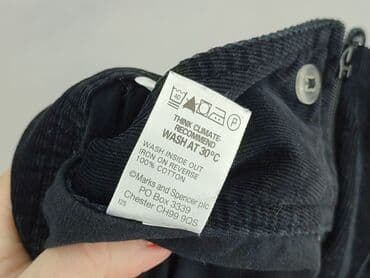 40 P
THINK CLIMATE-
RECOMMEND
WASH AT 30°C
WASH INSIDE OUT
IRON ON REVERSE
100% COTTON
©Marks and Spencer plc
PO Box 3339
Chester CH99 9QS